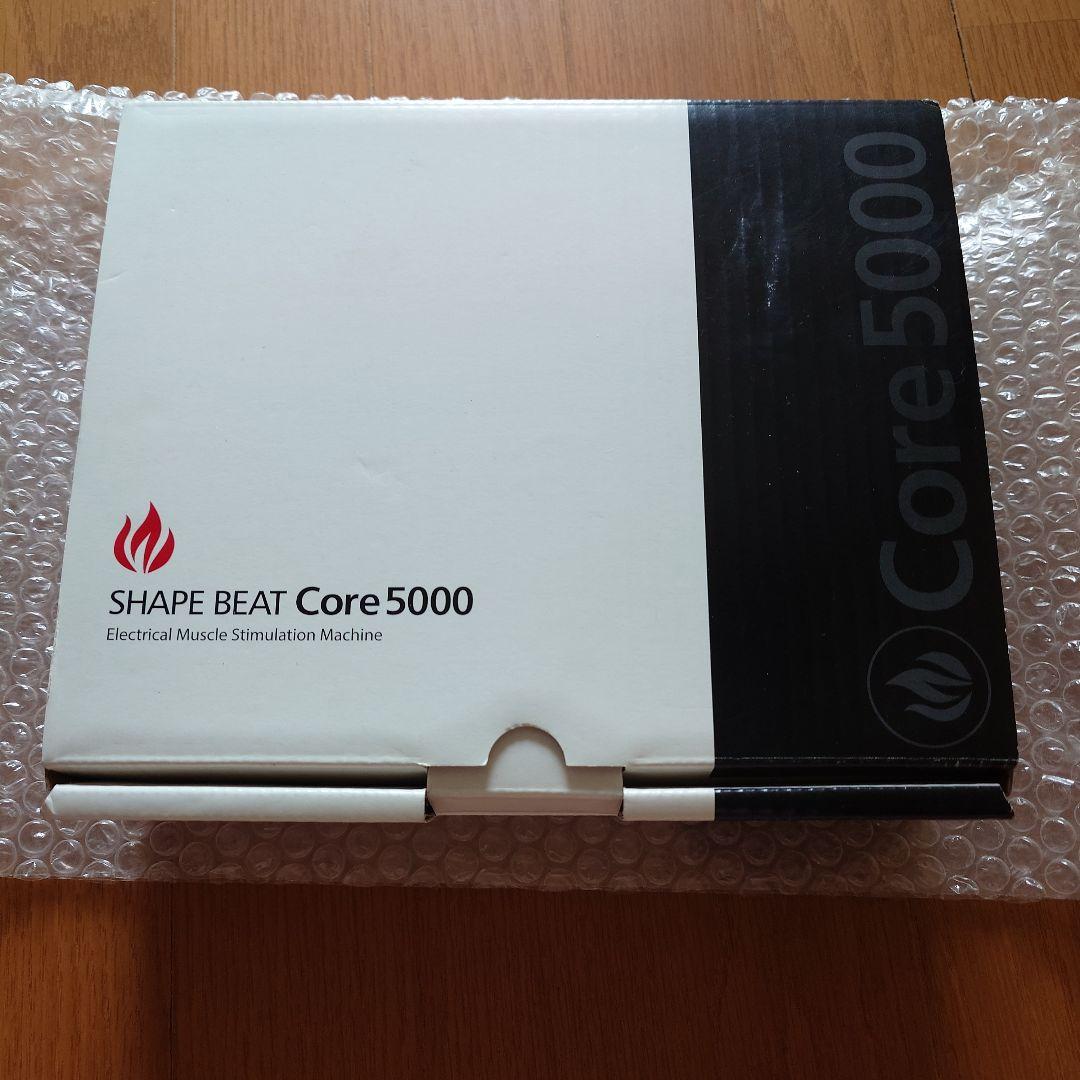 SHAPE BEAT Core 5000
Electrical Muscle Stimulation Machine
Core 5000